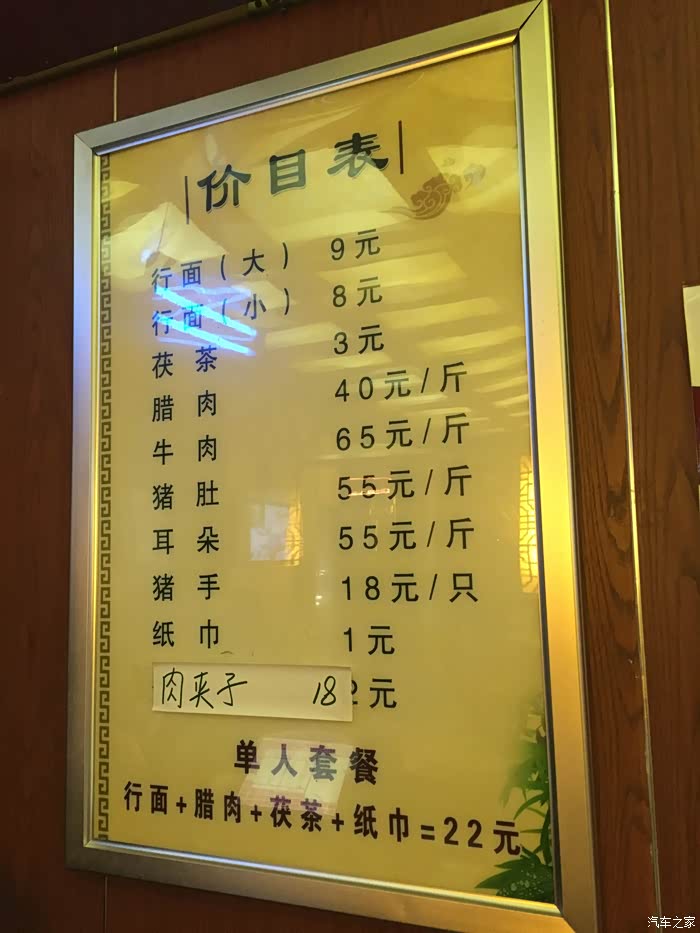 价目表
行面(大) 9元
行面(小) 8元
茯茶 3元
腊肉 40元/斤
牛肉 65元/斤
猪肚 55元/斤
耳朵 55元/斤
猪手 18元/只
纸巾 1元
肉夹子 18 2元
单人套餐
行面+腊肉+茯茶+纸巾=22元
汽车之家